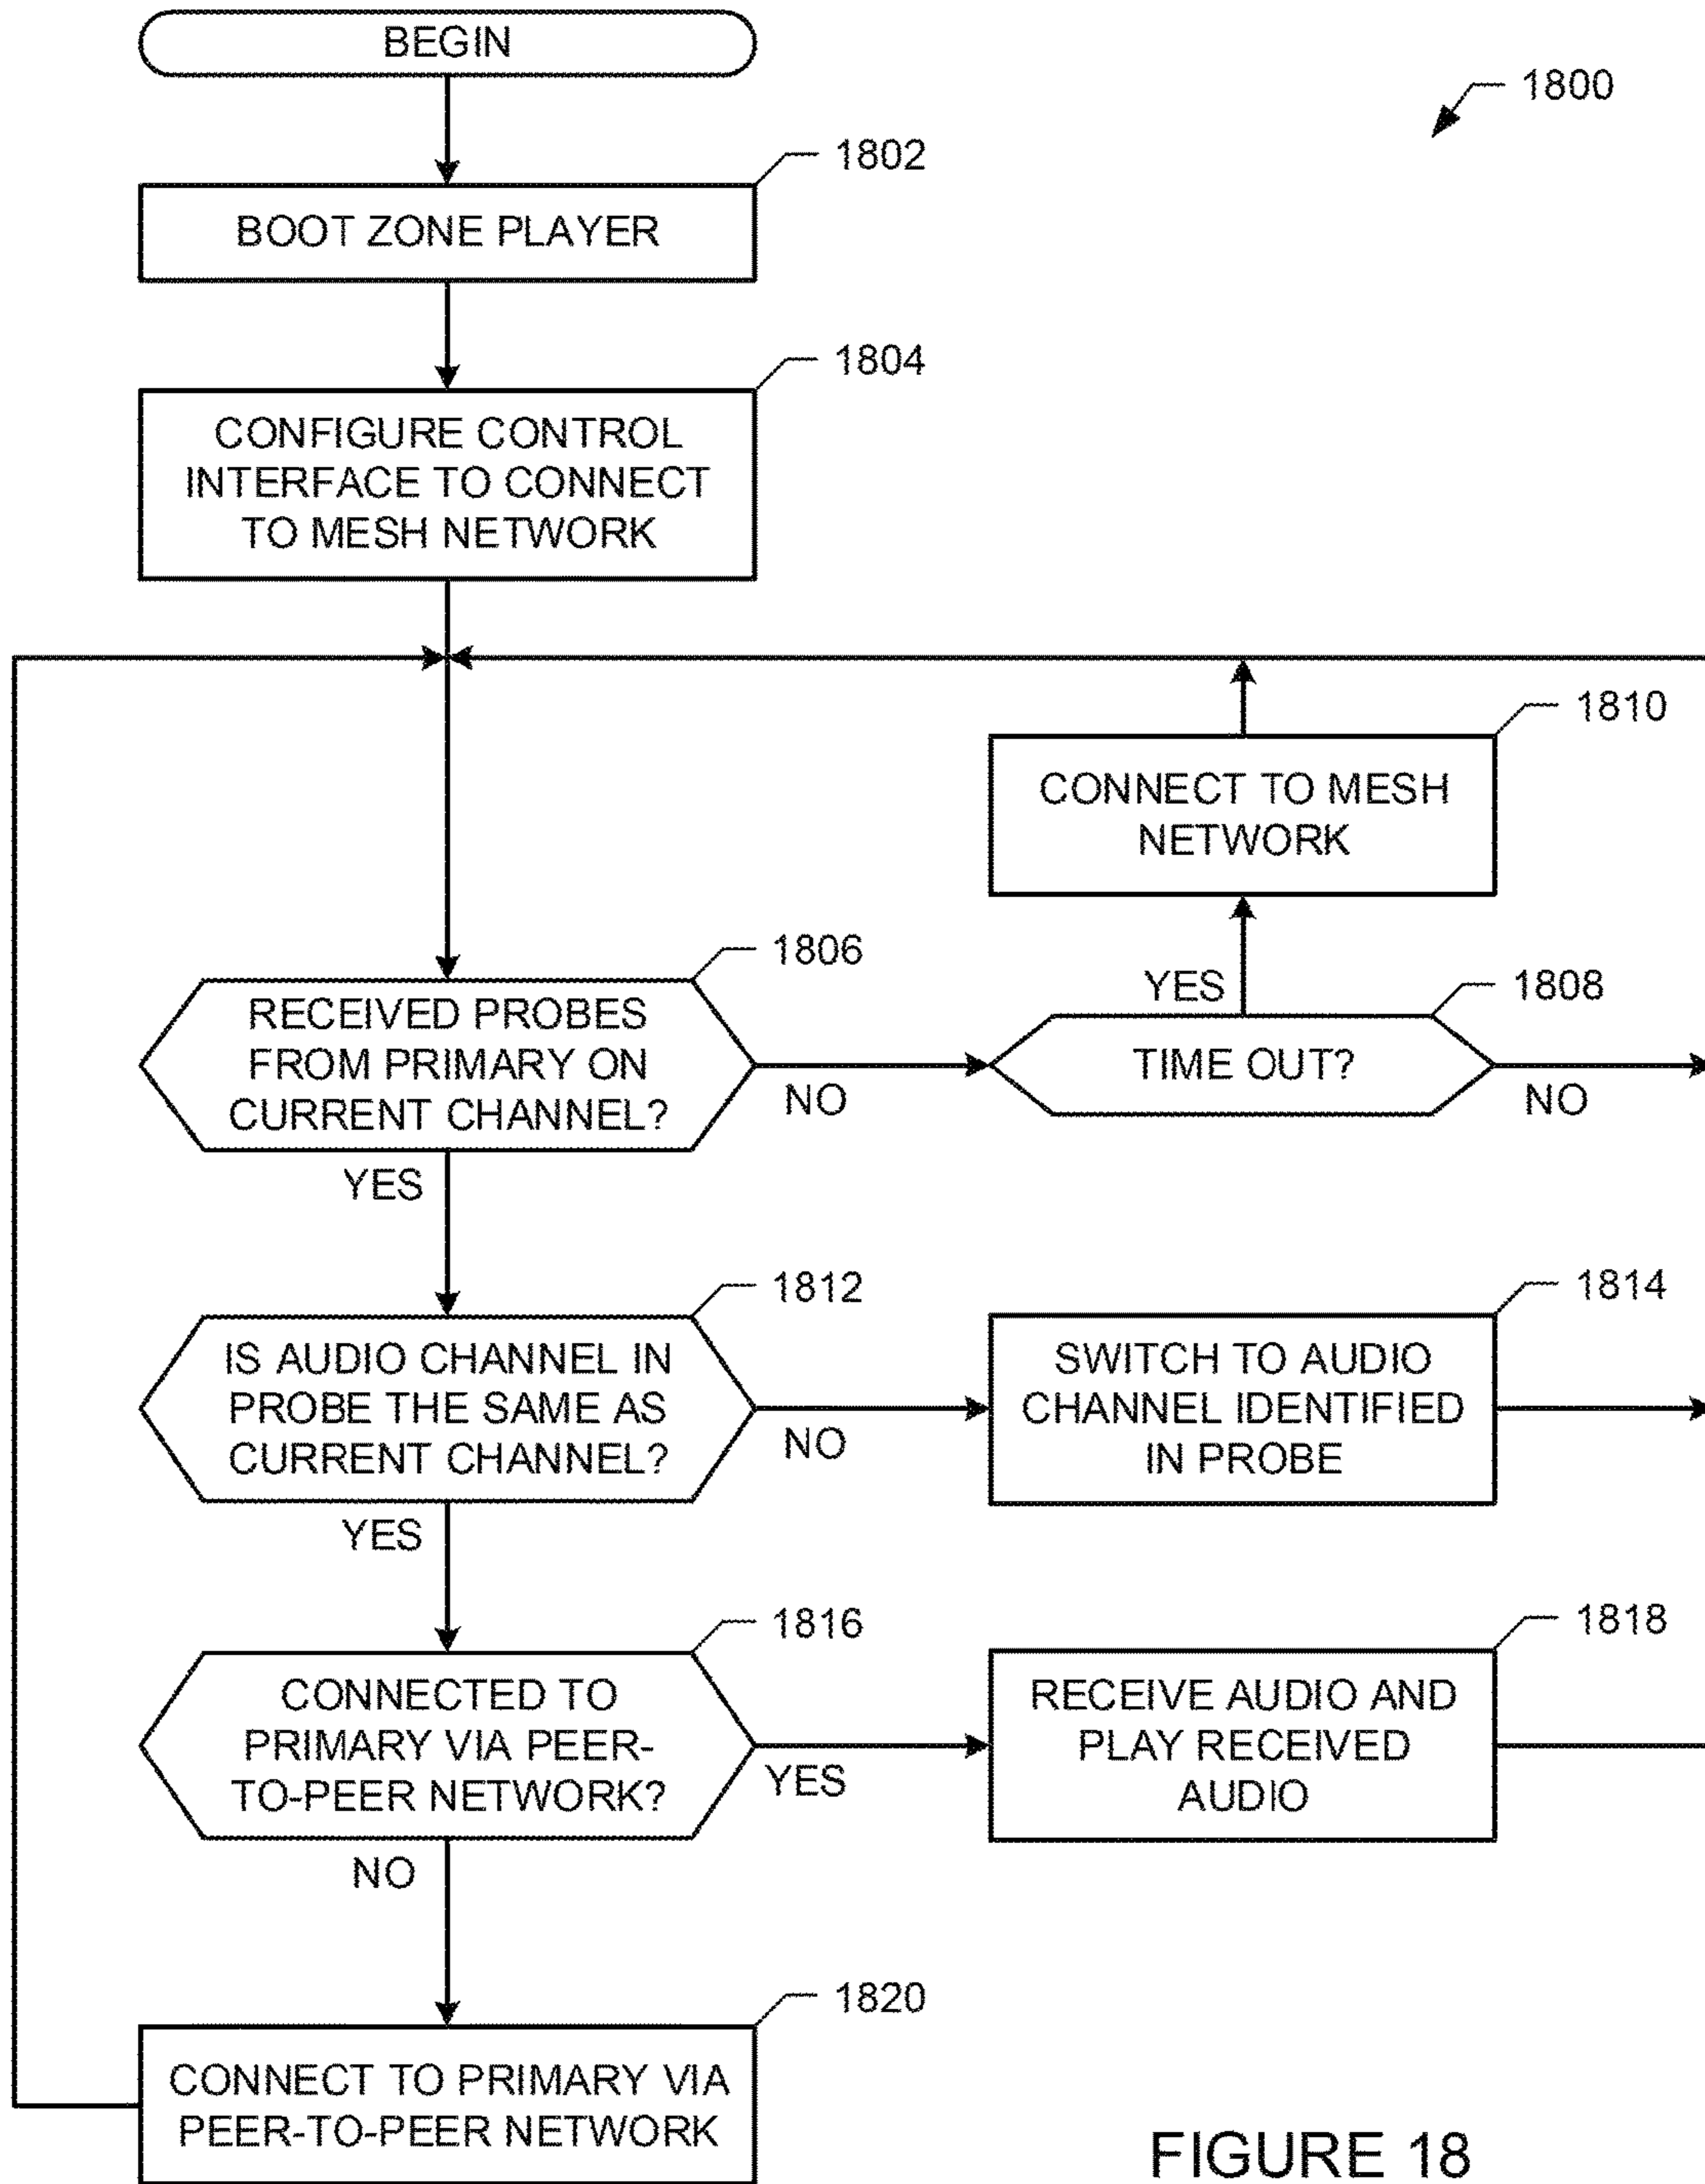 BEGIN
1800
1802
BOOT ZONE PLAYER
1804
CONFIGURE CONTROL
INTERFACE TO CONNECT
TO MESH NETWORK
1810
CONNECT TO MESH
NETWORK
1806
RECEIVED PROBES
FROM PRIMARY ON
CURRENT CHANNEL?
NO
YES
YES
1808
TIME OUT?
NO
1812
IS AUDIO CHANNEL IN
PROBE THE SAME AS
CURRENT CHANNEL?
NO
YES
1814
SWITCH TO AUDIO
CHANNEL IDENTIFIED
IN PROBE
1816
CONNECTED TO
PRIMARY VIA PEER-
TO-PEER NETWORK?
YES
NO
1818
RECEIVE AUDIO AND
PLAY RECEIVED
AUDIO
1820
CONNECT TO PRIMARY VIA
PEER-TO-PEER NETWORK
FIGURE 18